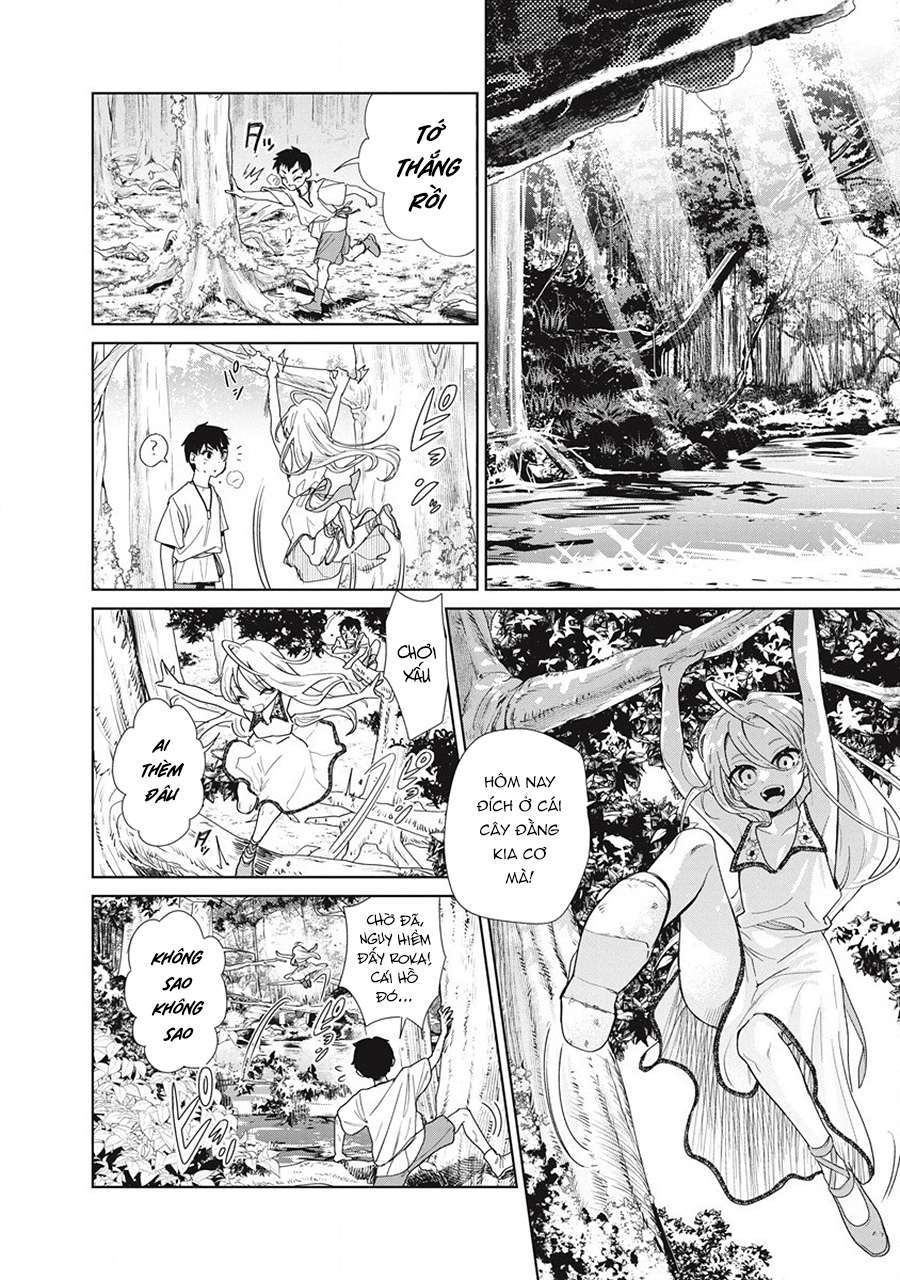 TỚ
THẮNG
RỒI
?
HÔM NAY
ĐÍCH Ở CÁI
CÂY ĐẰNG
KIA CƠ
MÀ!
CHƠI
XẤU
AI
THÈM
ĐÂU
CHỜ ĐÃ,
NGUY HIỂM
ĐẤY ROKA!
CÁI HỒ
ĐÓ...
KHÔNG
SAO
KHÔNG
SAO